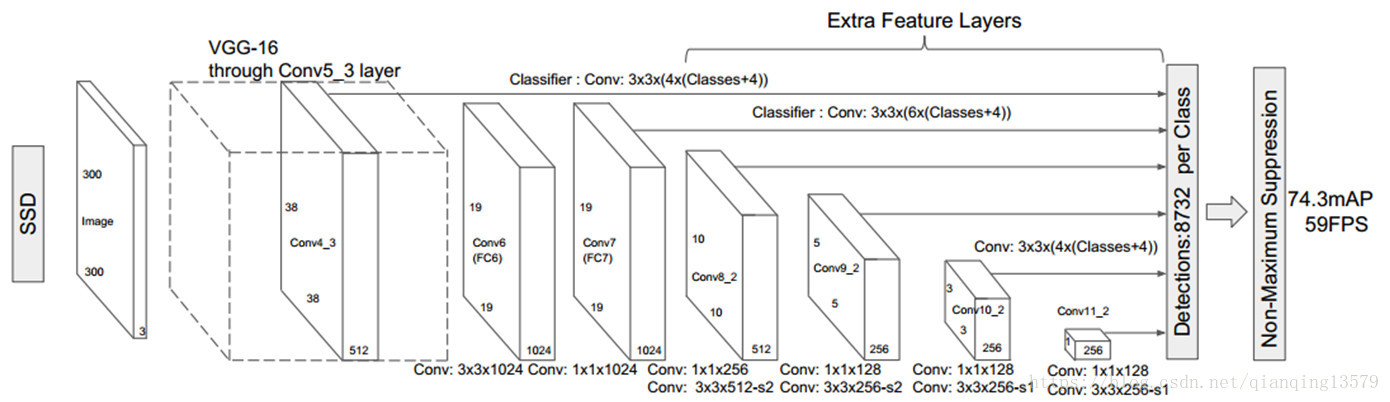 Extra Feature Layers
VGG-16
through Conv5_3 layer
Classifier : Conv: 3x3x(4x(Classes+4))
Classifier : Conv: 3x3x(6x(Classes+4))
SSD
300
Image
300
3
38
Conv4_3
38
512
19
Conv6
(FC6)
19
1024
19
Conv7
(FC7)
19
1024
10
Conv8_2
10
512
5
Conv9_2
5
256
Conv: 3x3x(4x(Classes+4))
3
Conv10_2
3
256
Conv11_2
1
256
Detections:8732 per Class
Non-Maximum Suppression
74.3mAP
59FPS
Conv: 3x3x1024
Conv: 1x1x1024
Conv: 1x1x256
Conv: 3x3x512-s2
Conv: 1x1x128
Conv: 3x3x256-s2
Conv: 1x1x128
Conv: 3x3x256-s1
Conv: 1x1x128
Conv: 3x3x256-s1
https://blog.csdn.net/qianqing13579